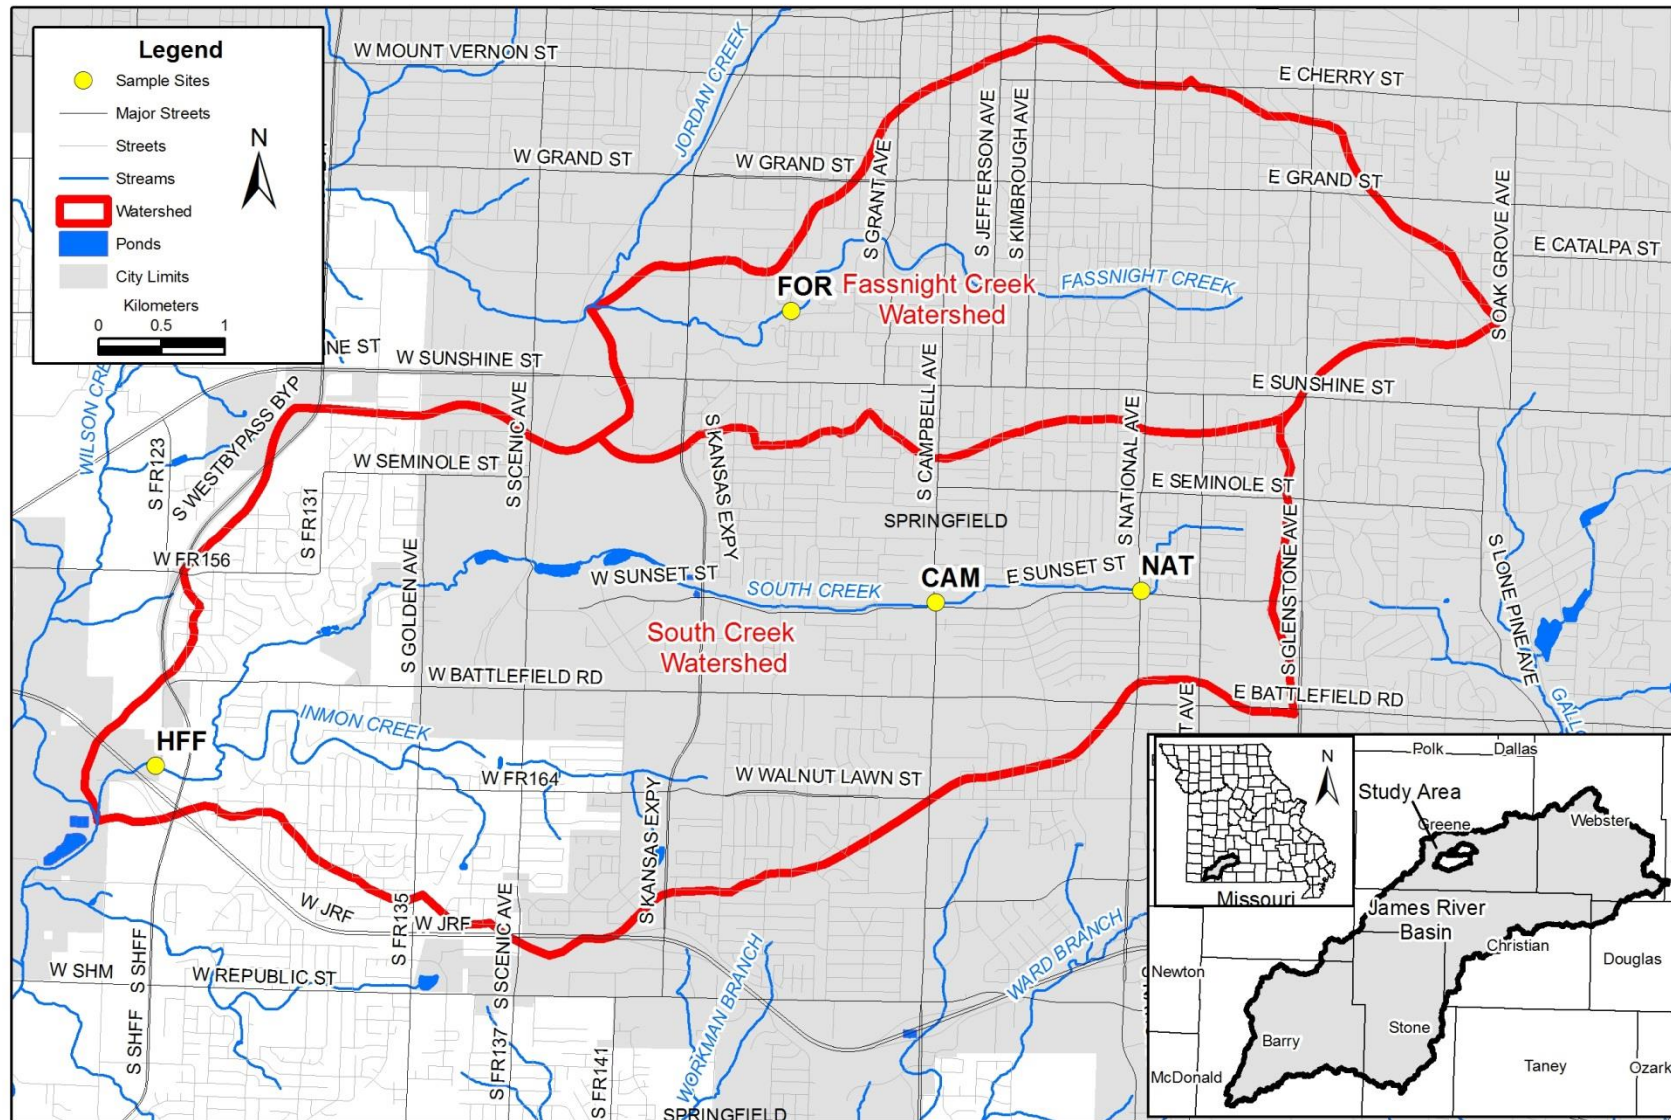 Legend
Sample Sites
Major Streets
Streets
Streams
Watershed
Ponds
City Limits
Kilometers
0 0.5 1
N
W MOUNT VERNON ST
JORDAN CREEK
E CHERRY ST
W GRAND ST
W GRAND ST
S GRANT AVE
S JEFFERSON AVE
S KIMBROUGH AVE
E GRAND ST
S OAK GROVE AVE
E CATALPA ST
FOR
Fassnight Creek
Watershed
FASSNIGHT CREEK
NE ST
W SUNSHINE ST
E SUNSHINE ST
WILSON CRE
S WESTBYPASS BYP
S FR123
S SCENIC AVE
S KANSAS EXPY
S CAMPBELL AVE
S NATIONAL AVE
W SEMINOLE ST
E SEMINOLE ST
S FR131
SPRINGFIELD
W FR156
S GOLDEN AVE
W SUNSET ST
SOUTH CREEK
CAM
E SUNSET ST
NAT
S GLENSTONE AVE
S LONE PINE AVE
South Creek
Watershed
W BATTLEFIELD RD
E BATTLEFIELD RD
GALL
INMON CREEK
HFF
W FR164
W WALNUT LAWN ST
T AVE
S KANSAS EXPY
W JRF
S FR135
W JRF
S SCENIC AVE
W SHM
S SHFF
W REPUBLIC ST
S SHFF
S FR137
S FR141
WORKMAN BRANCH
WARD BRANCH
SPRINGFIELD
N
Missouri
Polk
Dallas
Study Area
Greene
Webster
James River
Basin
Christian
Newton
Douglas
Barry
Stone
McDonald
Taney
Ozark